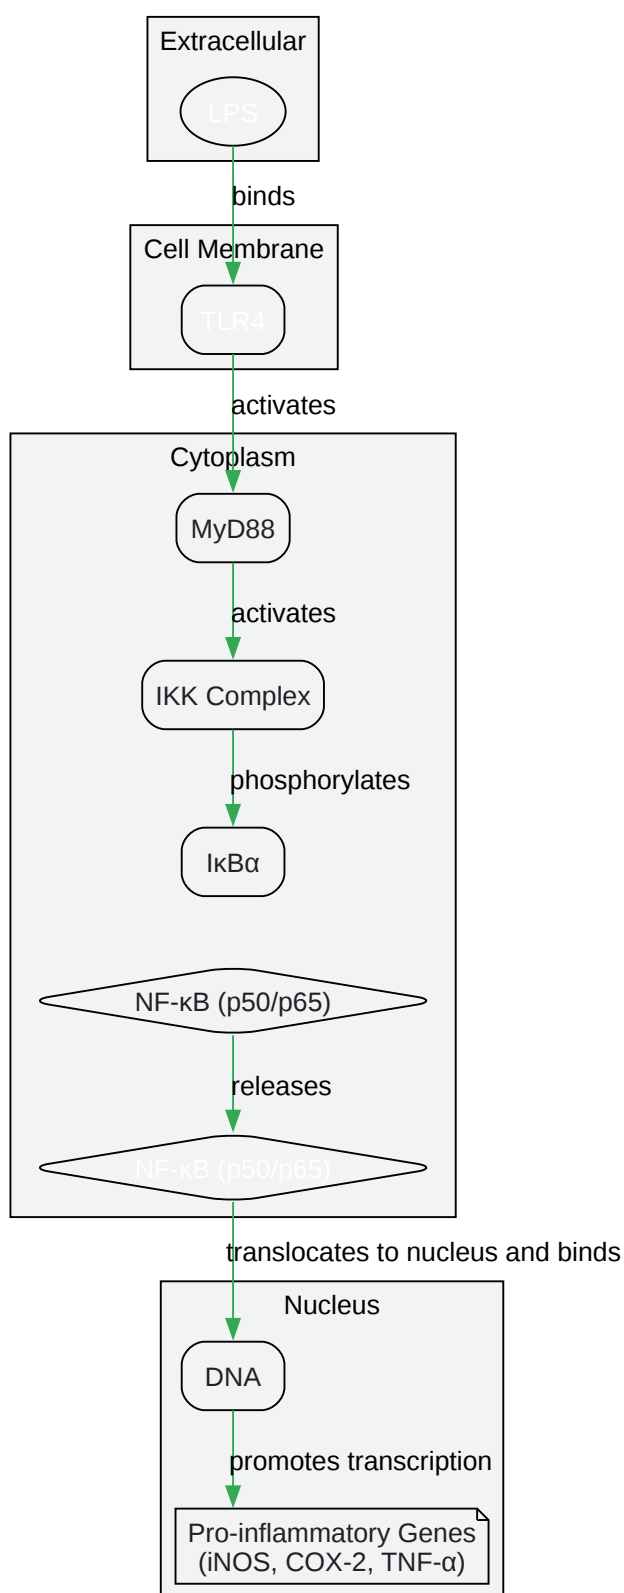 Extracellular
LPS
binds
Cell Membrane
TLR4
activates
Cytoplasm
MyD88
activates
IKK Complex
phosphorylates
IκBα
NF-κB (p50/p65)
releases
NF-κB (p50/p65)
translocates to nucleus and binds
Nucleus
DNA
promotes transcription
Pro-inflammatory Genes
(iNOS, COX-2, TNF-α)